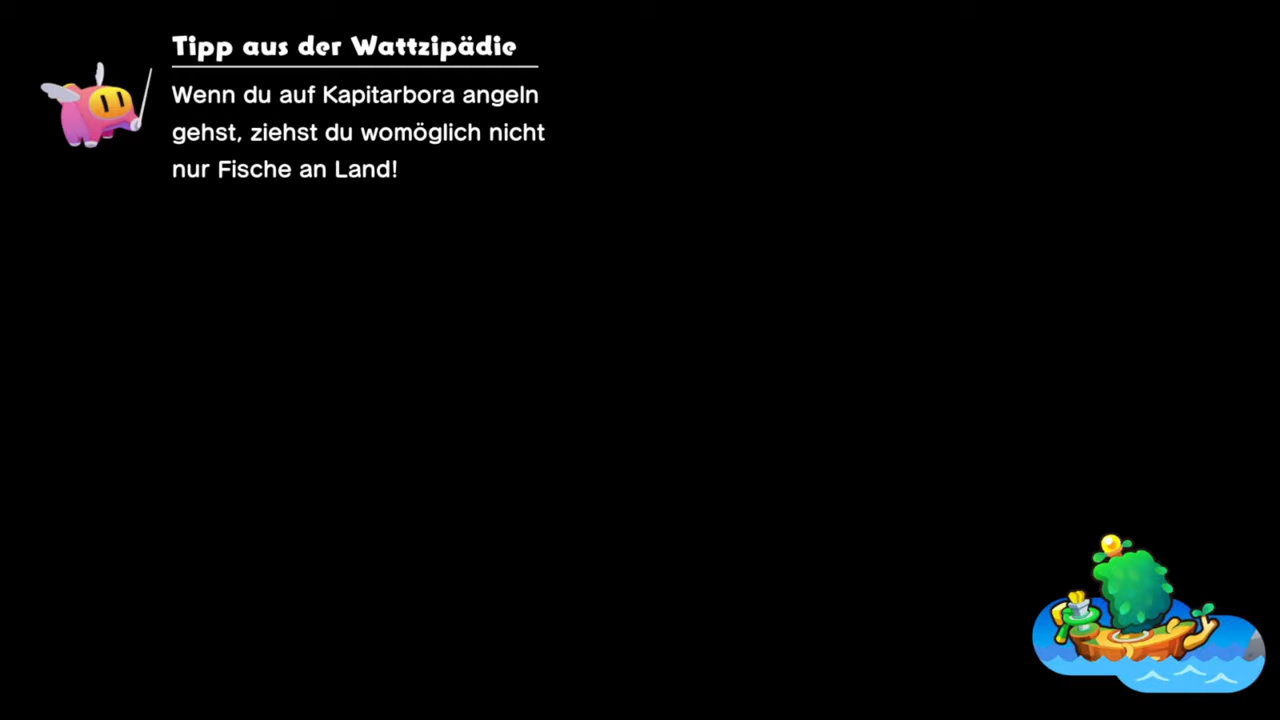 Tipp aus der Wattzipädie
Wenn du auf Kapitarbora angeln
gehst, ziehst du womöglich nicht
nur Fische an Land!